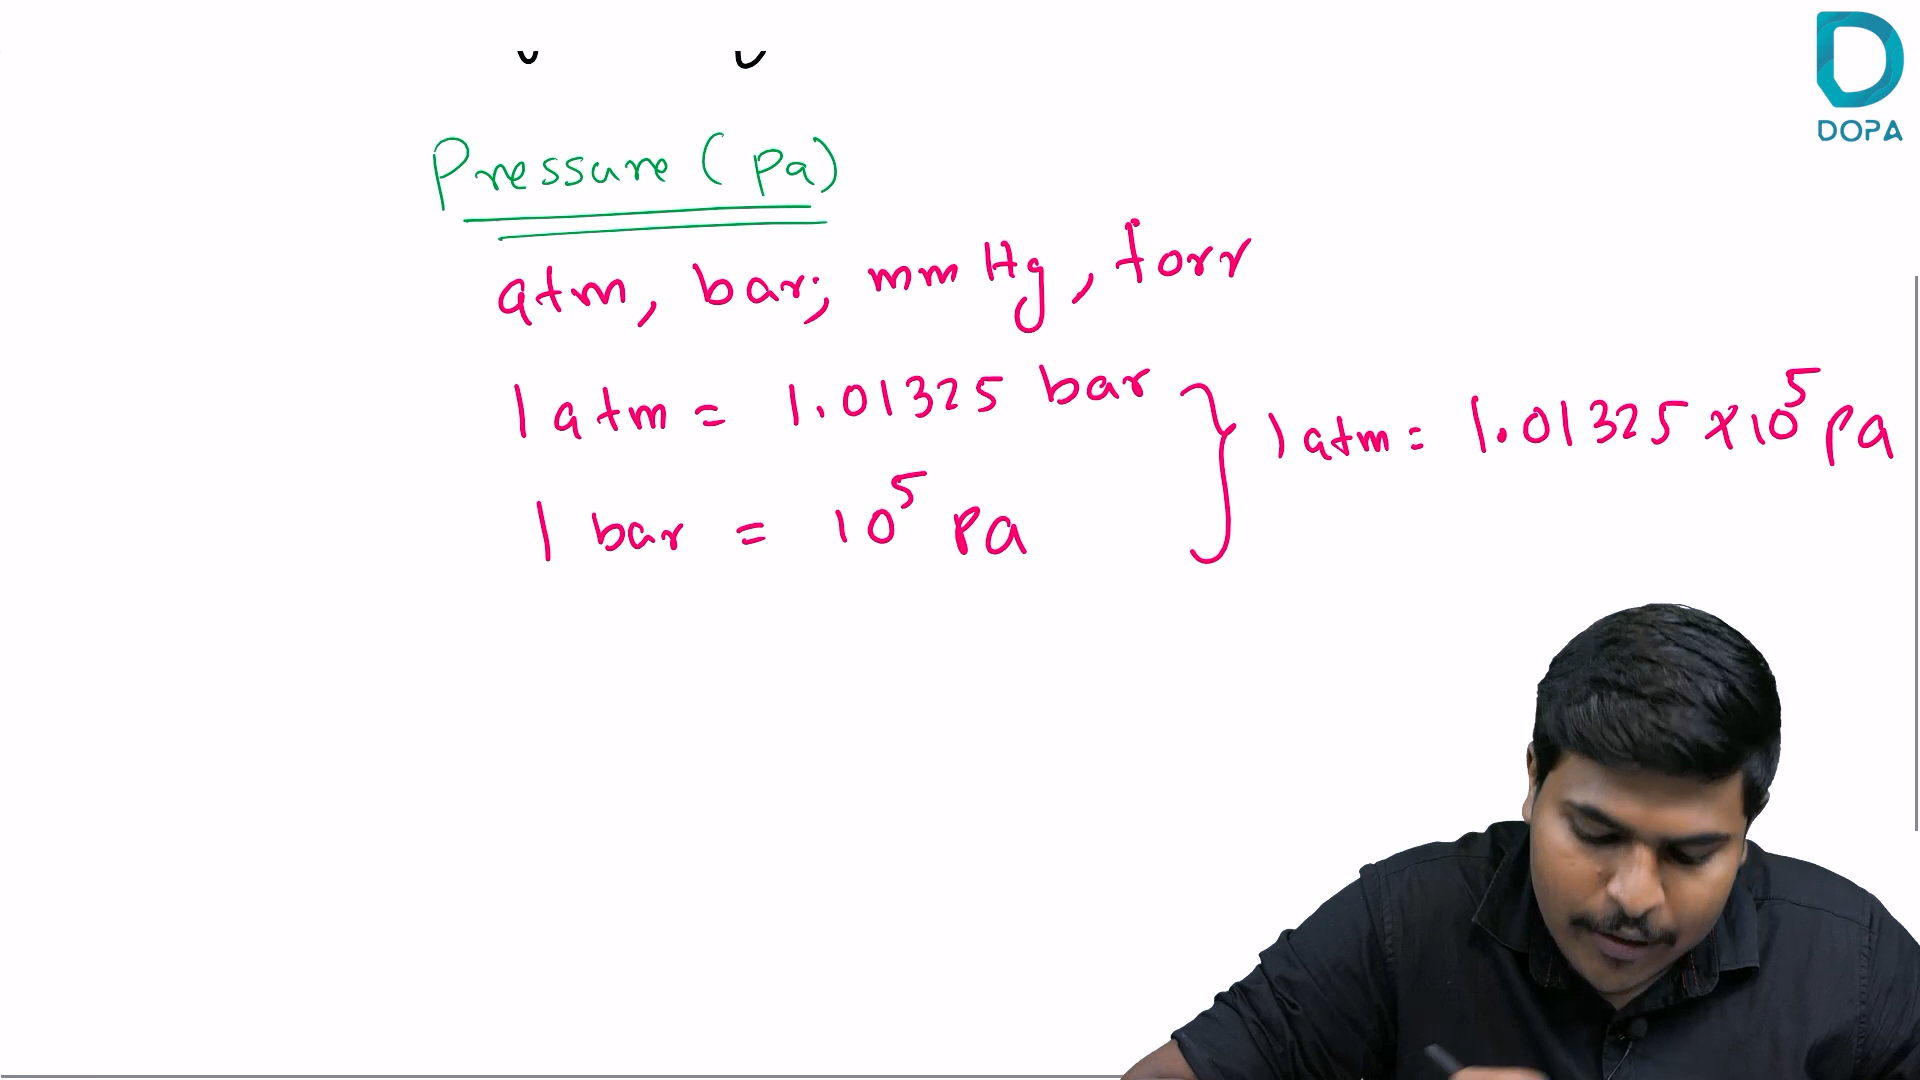 DOPA
Pressure (Pa)
atm, bar, mm Hg, torr
1 atm = 1.01325 bar
1 atm = 1.01325 × 10⁵ Pa
1 bar = 10⁵ Pa